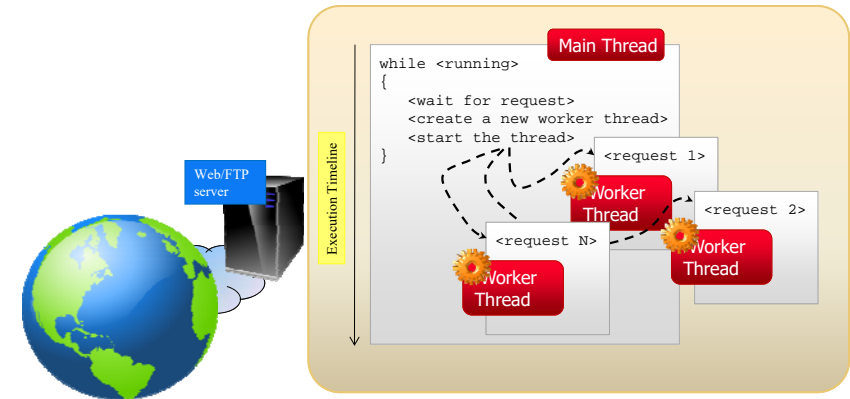 Main Thread
while <running>
{
<wait for request>
<create a new worker thread>
<start the thread>
}
Execution Timeline
Web/FTP
server
<request 1>
Worker
Thread
<request 2>
Worker
Thread
<request N>
Worker
Thread